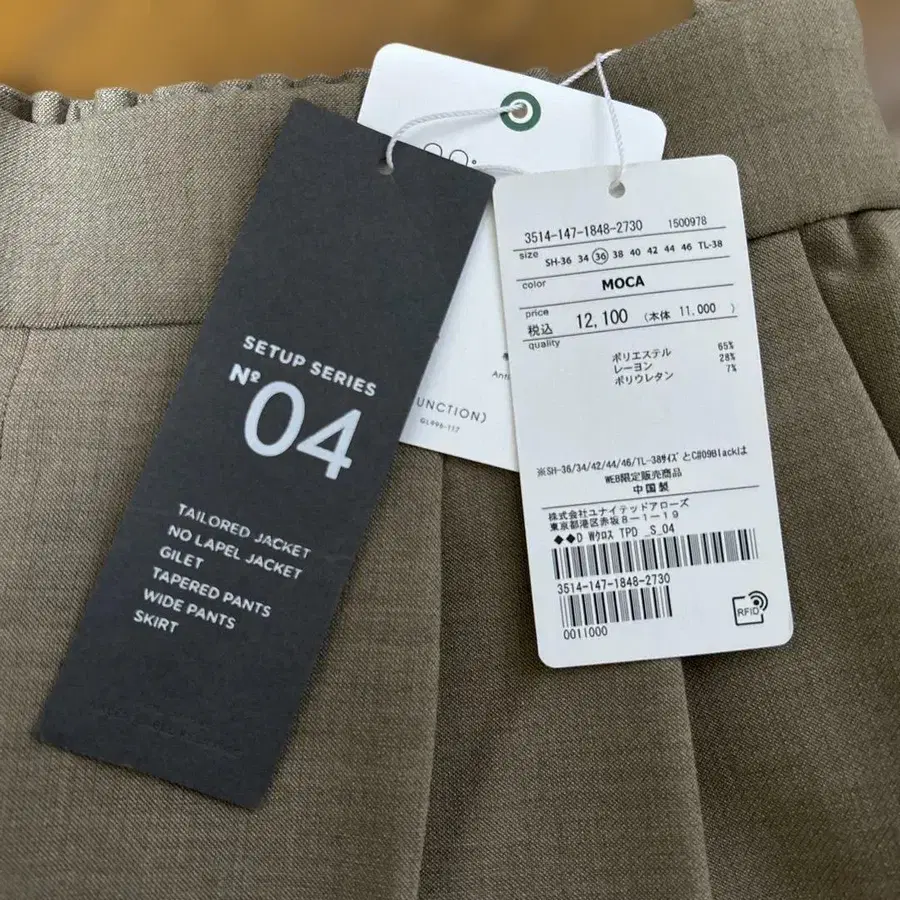 SETUP SERIES
Nº
04
TAILORED JACKET
NO LAPEL JACKET
GILET
TAPERED PANTS
WIDE PANTS
SKIRT
UNCTION)
3514-147-1848-2730 1500978
size SH-36 34 36 38 40 42 44 46 TL-38
color MOCA
price
税込 12,100 (本体 11,000 )
quality
ポリエステル 65%
レーヨン 28%
ポリウレタン 7%
※SH-36/34/42/44/46/TL-38サイズ とC#09Blackは
WEB限定販売商品
中国製
株式会社ユナイテッドアローズ
東京都港区赤坂8-1-19
◆◆D Wクロス TPD _S_04
3514-147-1848-2730
0011000
RFID